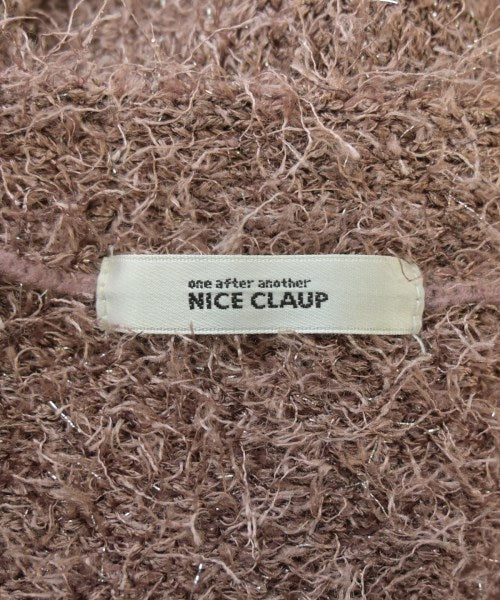 one after another
NICE CLAUP